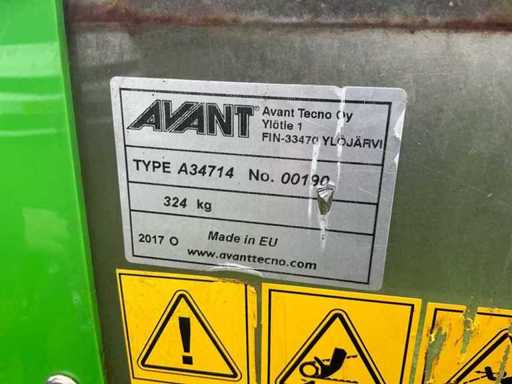 AVANT® Avant Tecno Oy
Ylötie 1
FIN-33470 YLÖJÄRVI
TYPE A34714 No. 00190
324 kg
2017 O Made in EU
www.avanttecno.com